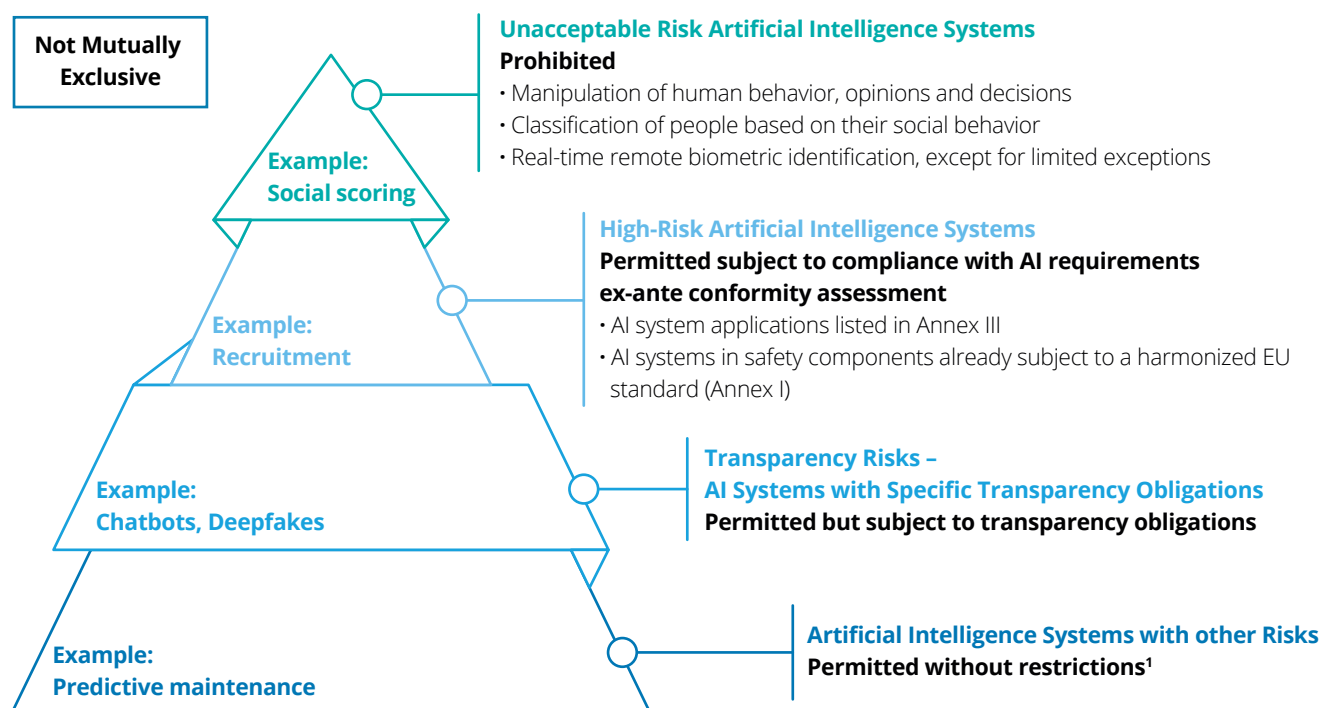 Not Mutually
Exclusive
Unacceptable Risk Artificial Intelligence Systems
Prohibited
• Manipulation of human behavior, opinions and decisions
• Classification of people based on their social behavior
• Real-time remote biometric identification, except for limited exceptions
Example:
Social scoring
High-Risk Artificial Intelligence Systems
Permitted subject to compliance with AI requirements
ex-ante conformity assessment
• AI system applications listed in Annex III
• AI systems in safety components already subject to a harmonized EU
standard (Annex I)
Example:
Recruitment
Transparency Risks –
AI Systems with Specific Transparency Obligations
Permitted but subject to transparency obligations
Example:
Chatbots, Deepfakes
Artificial Intelligence Systems with other Risks
Permitted without restrictions¹
Example:
Predictive maintenance